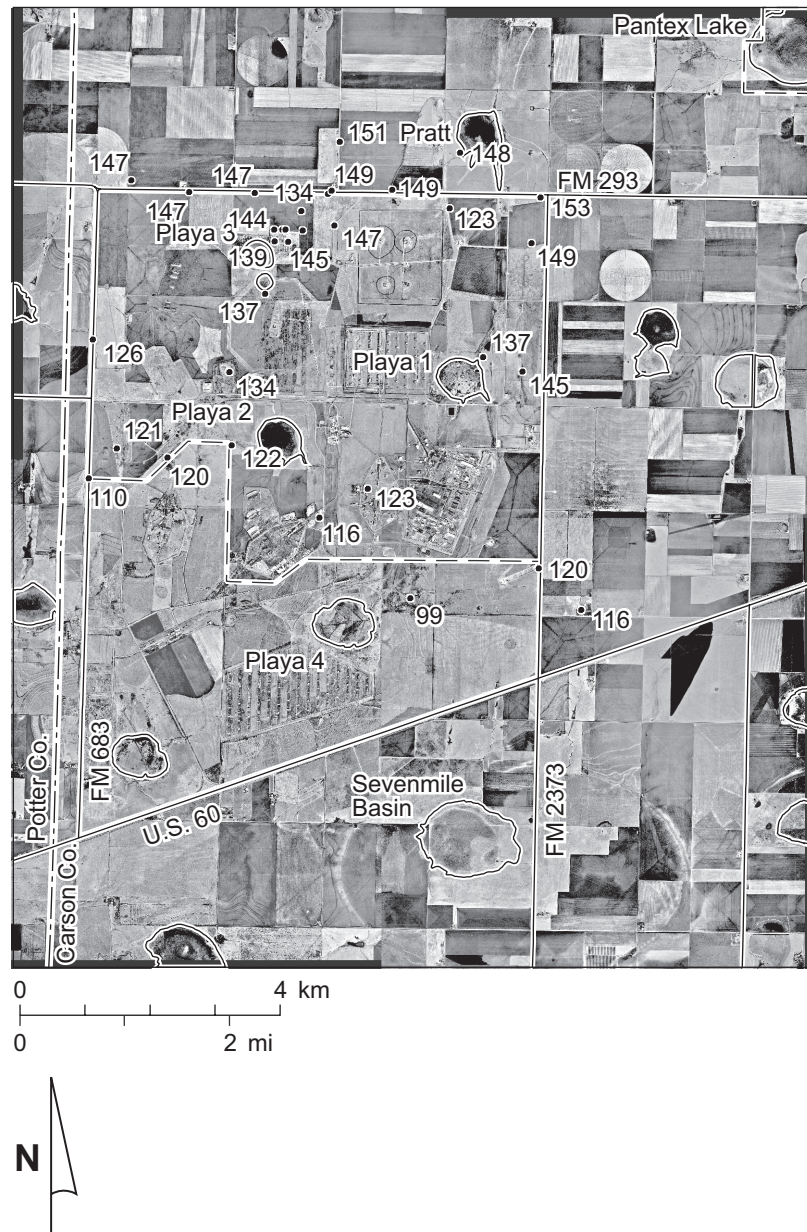 Pantex Lake
151
Pratt
148
147
147
134
149
149
FM 293
147
123
153
144
Playa 3
147
149
139
145
137
126
Playa 1
137
134
145
Playa 2
121
120
122
110
123
116
120
99
116
Playa 4
FM 683
Potter Co.
Carson Co.
U.S. 60
Sevenmile
Basin
FM 2373
0 4 km
0 2 mi
N